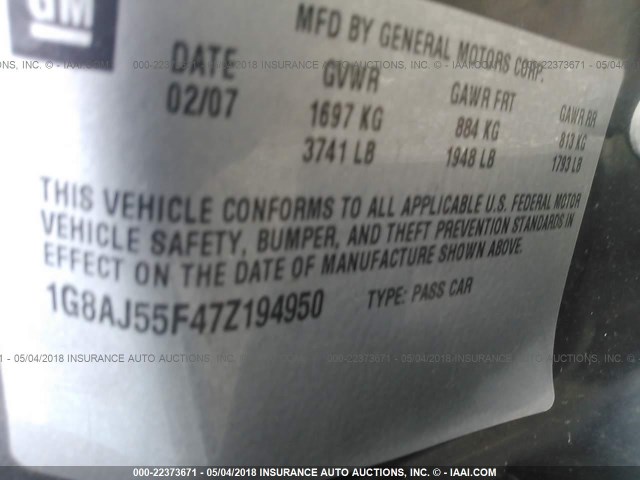 GM
MFD BY GENERAL MOTORS CORP.
DATE GVWR GAWR FRT GAWR RR
02/07 1697 KG 884 KG 813 KG
3741 LB 1948 LB 1793 LB
THIS VEHICLE CONFORMS TO ALL APPLICABLE U.S. FEDERAL MOTOR
VEHICLE SAFETY, BUMPER, AND THEFT PREVENTION STANDARDS IN
EFFECT ON THE DATE OF MANUFACTURE SHOWN ABOVE.
1G8AJ55F47Z194950 TYPE: PASS CAR
000-22373671 - 05/04/2018 INSURANCE AUTO AUCTIONS, INC. - © IAAI.COM